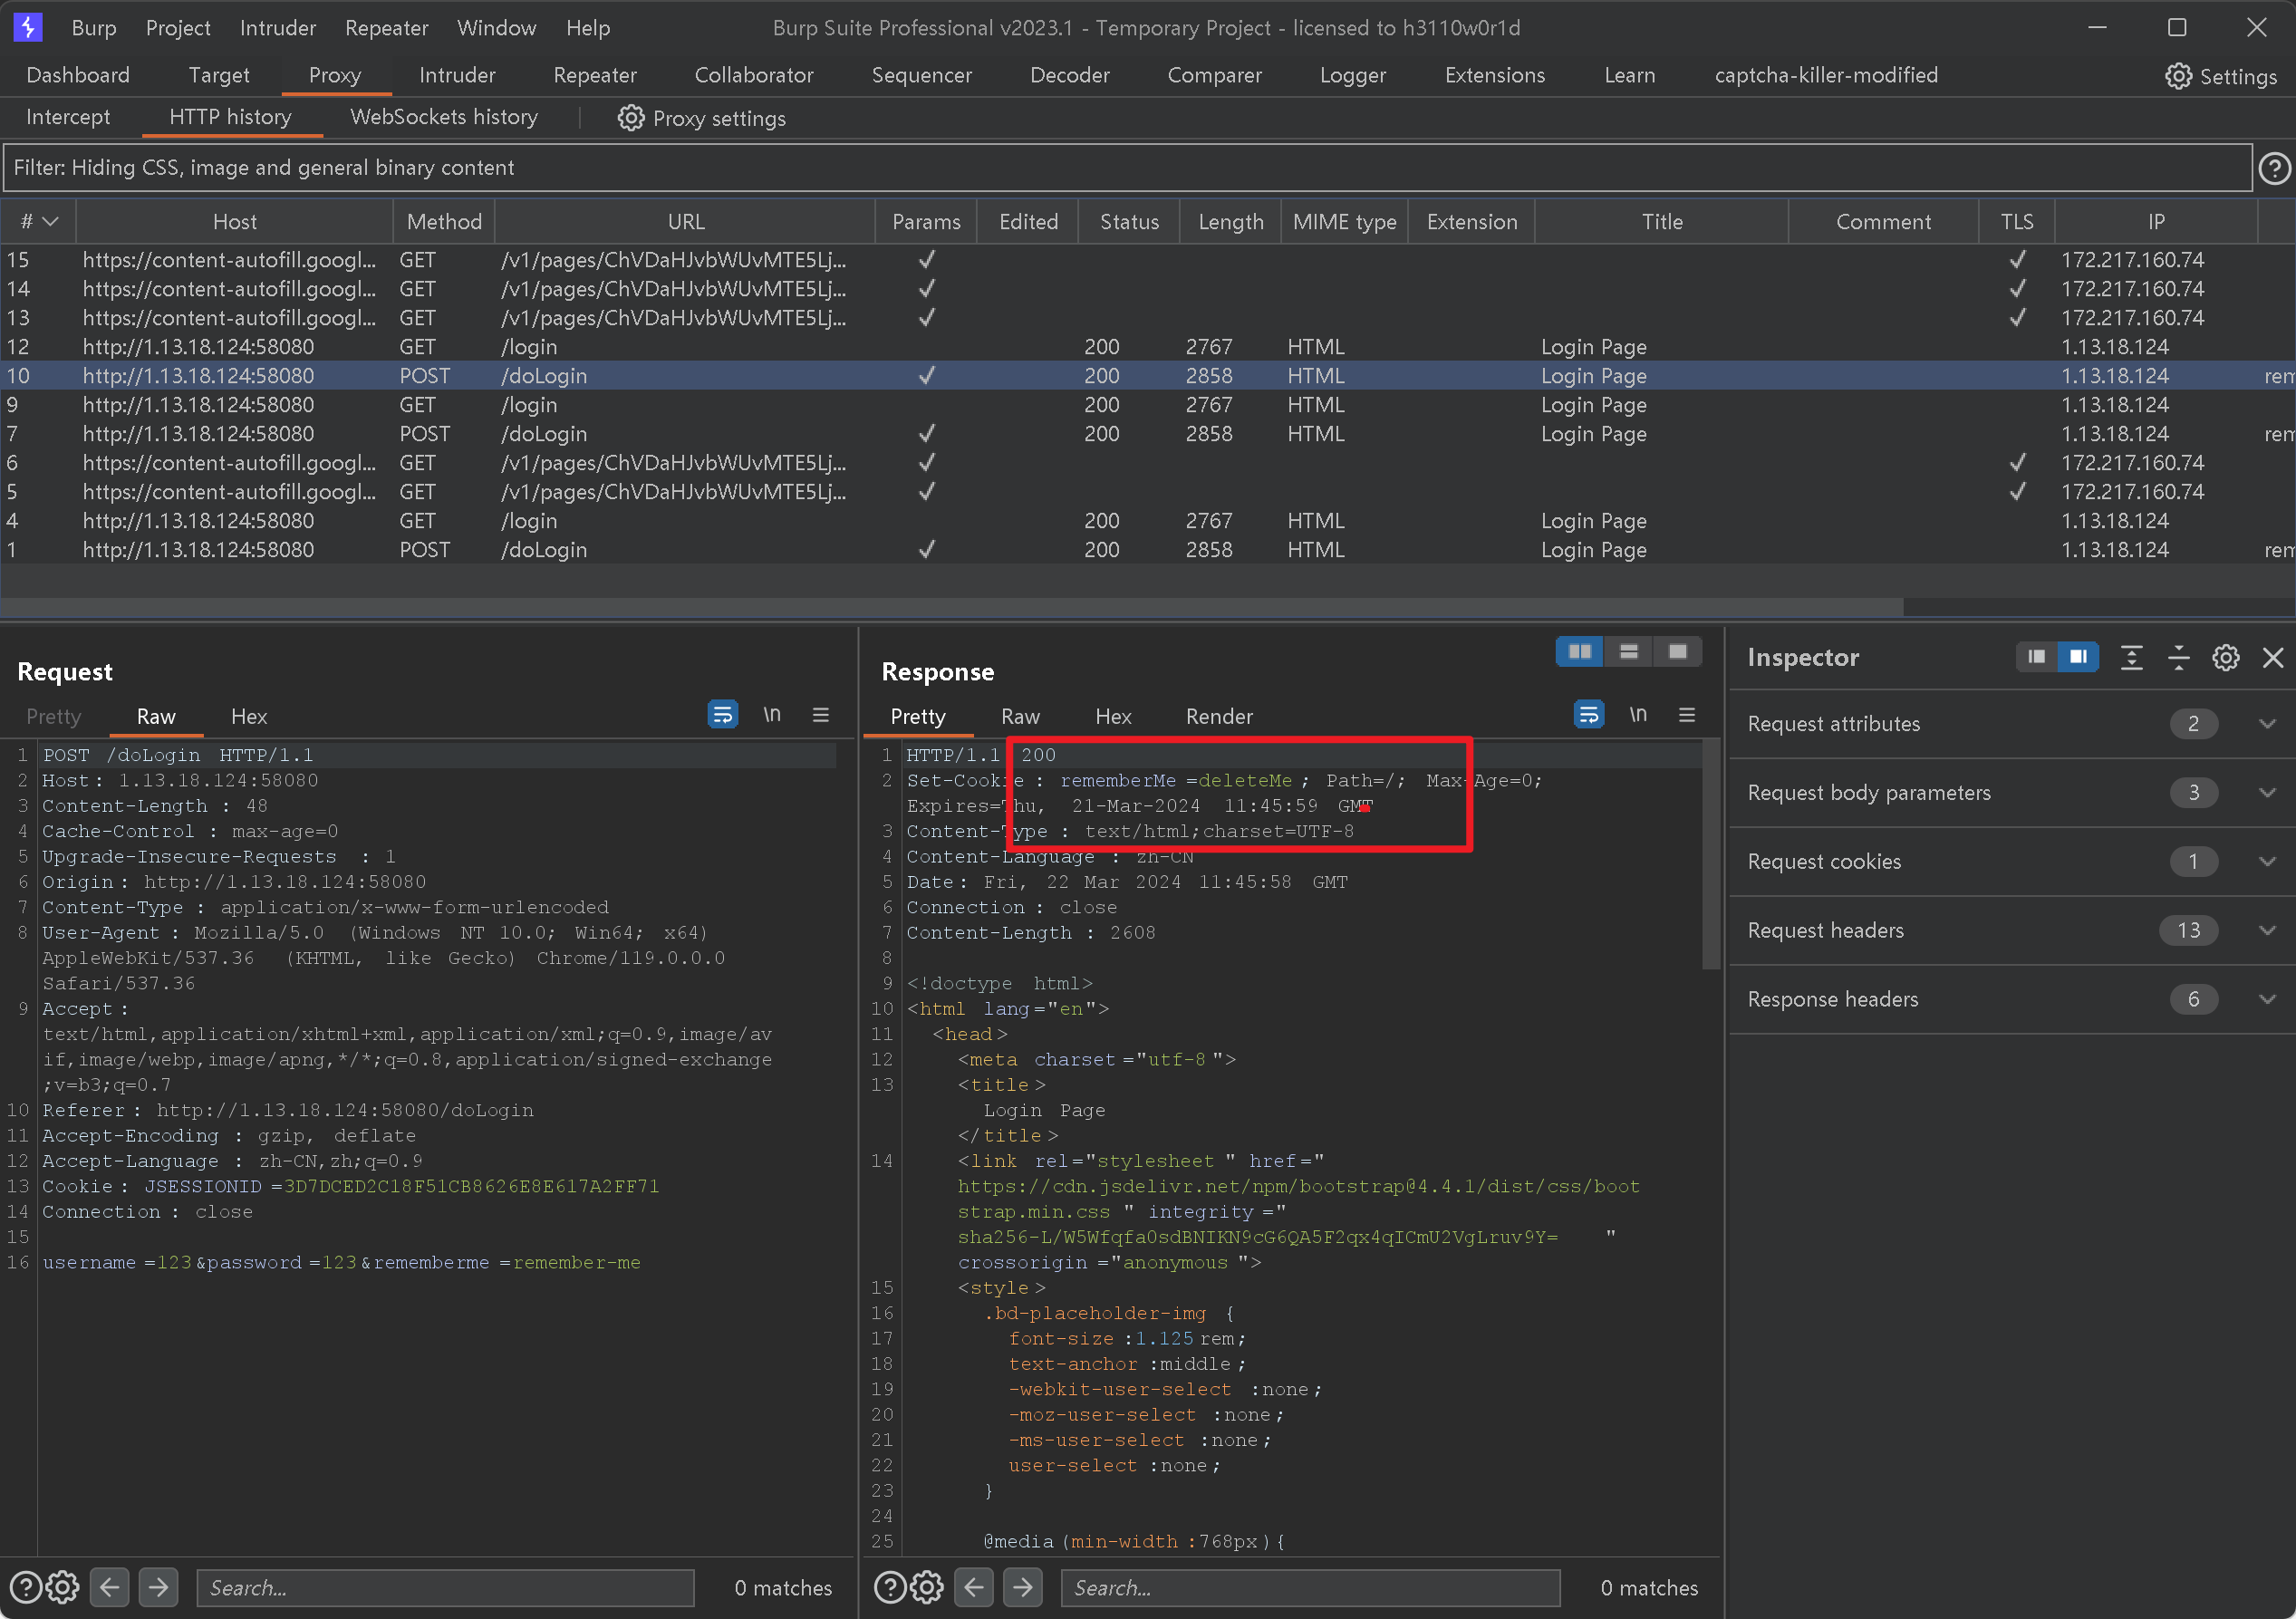 Burp Project Intruder Repeater Window Help Burp Suite Professional v2023.1 - Temporary Project - licensed to h3110w0r1d
Dashboard Target Proxy Intruder Repeater Collaborator Sequencer Decoder Comparer Logger Extensions Learn captcha-killer-modified Settings
Intercept HTTP history WebSockets history Proxy settings
Filter: Hiding CSS, image and general binary content
# Host Method URL Params Edited Status Length MIME type Extension Title Comment TLS IP
15 https://content-autofill.googl... GET /v1/pages/ChVDaHJvbWUvMTE5Lj... ✓ ✓ 172.217.160.74
14 https://content-autofill.googl... GET /v1/pages/ChVDaHJvbWUvMTE5Lj... ✓ ✓ 172.217.160.74
13 https://content-autofill.googl... GET /v1/pages/ChVDaHJvbWUvMTE5Lj... ✓ ✓ 172.217.160.74
12 http://1.13.18.124:58080 GET /login 200 2767 HTML Login Page 1.13.18.124
10 http://1.13.18.124:58080 POST /doLogin ✓ 200 2858 HTML Login Page 1.13.18.124 rem
9 http://1.13.18.124:58080 GET /login 200 2767 HTML Login Page 1.13.18.124
7 http://1.13.18.124:58080 POST /doLogin ✓ 200 2858 HTML Login Page 1.13.18.124 rem
6 https://content-autofill.googl... GET /v1/pages/ChVDaHJvbWUvMTE5Lj... ✓ ✓ 172.217.160.74
5 https://content-autofill.googl... GET /v1/pages/ChVDaHJvbWUvMTE5Lj... ✓ ✓ 172.217.160.74
4 http://1.13.18.124:58080 GET /login 200 2767 HTML Login Page 1.13.18.124
1 http://1.13.18.124:58080 POST /doLogin ✓ 200 2858 HTML Login Page 1.13.18.124 rem
Request
Pretty Raw Hex \n
1 POST /doLogin HTTP/1.1
2 Host: 1.13.18.124:58080
3 Content-Length: 48
4 Cache-Control: max-age=0
5 Upgrade-Insecure-Requests: 1
6 Origin: http://1.13.18.124:58080
7 Content-Type: application/x-www-form-urlencoded
8 User-Agent: Mozilla/5.0 (Windows NT 10.0; Win64; x64)
AppleWebKit/537.36 (KHTML, like Gecko) Chrome/119.0.0.0
Safari/537.36
9 Accept:
text/html,application/xhtml+xml,application/xml;q=0.9,image/av
if,image/webp,image/apng,*/*;q=0.8,application/signed-exchange
;v=b3;q=0.7
10 Referer: http://1.13.18.124:58080/doLogin
11 Accept-Encoding: gzip, deflate
12 Accept-Language: zh-CN,zh;q=0.9
13 Cookie: JSESSIONID=3D7DCED2C18F51CB8626E8E617A2FF71
14 Connection: close
15
16 username=123&password=123&rememberme=remember-me
Search... 0 matches
Response
Pretty Raw Hex Render \n
1 HTTP/1.1 200
2 Set-Cookie: rememberMe=deleteMe; Path=/; Max-Age=0;
Expires=Thu, 21-Mar-2024 11:45:59 GMT
3 Content-Type: text/html;charset=UTF-8
4 Content-Language: zh-CN
5 Date: Fri, 22 Mar 2024 11:45:58 GMT
6 Connection: close
7 Content-Length: 2608
8
9 <!doctype html>
10 <html lang="en">
11 <head>
12 <meta charset="utf-8">
13 <title>
Login Page
</title>
14 <link rel="stylesheet" href="
https://cdn.jsdelivr.net/npm/bootstrap@4.4.1/dist/css/boot
strap.min.css" integrity="
sha256-L/W5Wfqfa0sdBNIKN9cG6QA5F2qx4qICmU2VgLruv9Y="
crossorigin="anonymous">
15 <style>
16 .bd-placeholder-img {
17 font-size:1.125rem;
18 text-anchor:middle;
19 -webkit-user-select:none;
20 -moz-user-select:none;
21 -ms-user-select:none;
22 user-select:none;
23 }
24
25 @media(min-width:768px){
Search... 0 matches
Inspector
Request attributes 2
Request body parameters 3
Request cookies 1
Request headers 13
Response headers 6